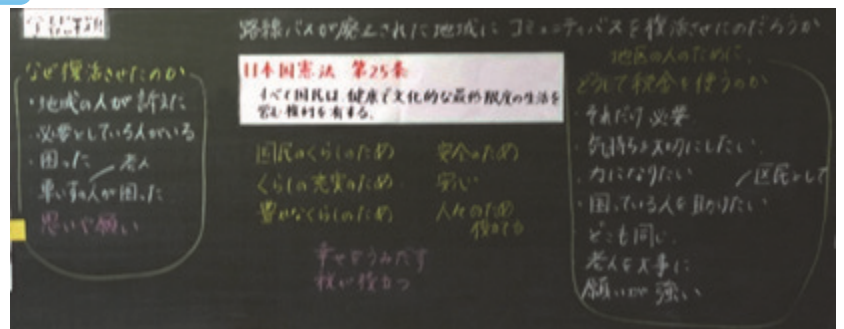 学習課題
路線バスが廃止された地域にコミュニティバスを復活させたのだろうか
なぜ復活させたのか
・地域の人が訴えた
・必要としている人がいる
・困った
老人
車いすの人が困った
思いや願い
日本国憲法 第25条
すべて国民は、健康で文化的な最低限度の生活を
営む権利を有する。
国民のくらしのため
くらしの充実のため
豊かなくらしのため
安全のため
安心
人々のため
役立つ
幸せをうみだす
税が役立つ
地区の人のために、
どうして税金を使うのか
・それだけ必要
・気持ちを大切にしたい
・力になりたい
区民として
・困っている人を助けたい
どこも同じ
老人を大事に
願いが強い